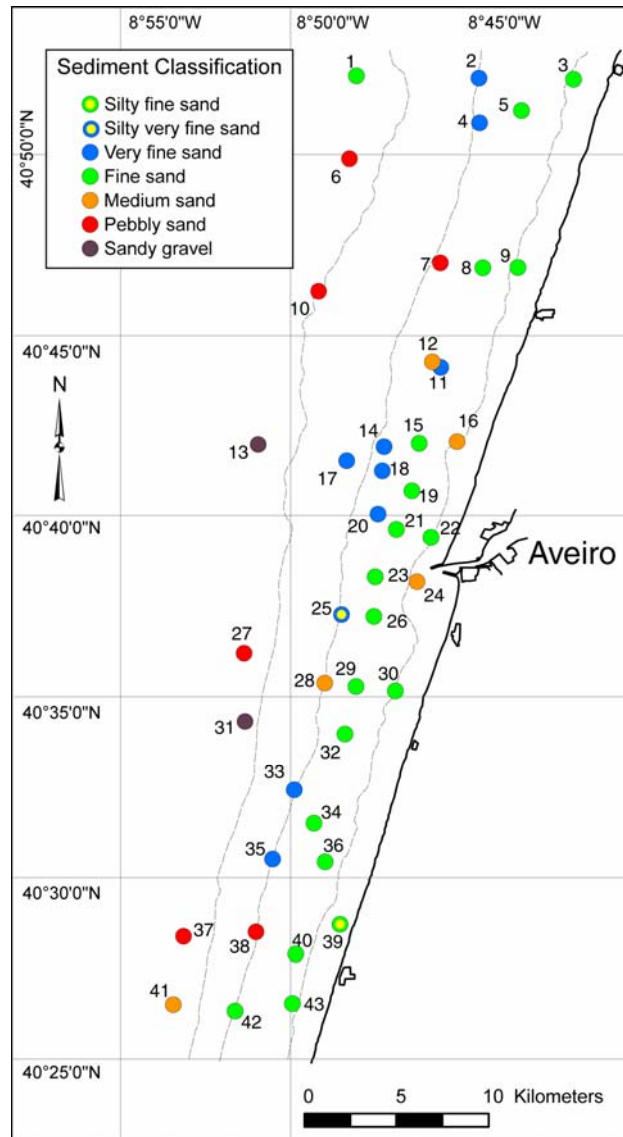 8°55'0"W 8°50'0"W 8°45'0"W
Sediment Classification
Silty fine sand
Silty very fine sand
Very fine sand
Fine sand
Medium sand
Pebbly sand
Sandy gravel
1
2
3
4
5
40°50'0"N
6
7
8
9
10
40°45'0"N
12
11
N
13
14
15
16
17
18
19
40°40'0"N
20
21
22
Aveiro
23
24
25
26
27
28
29
30
40°35'0"N
31
32
33
34
35
36
40°30'0"N
37
38
39
40
41
42
43
40°25'0"N
0 5 10 Kilometers